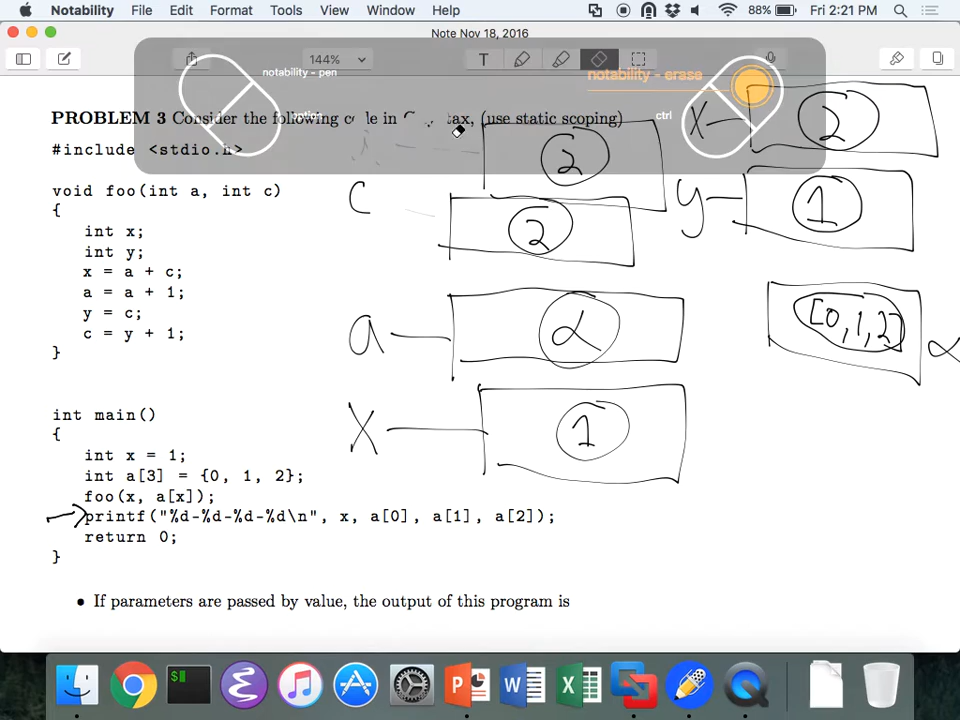 Notability File Edit Format Tools View Window Help 88% Fri 2:21 PM
Note Nov 18, 2016
144%
T
notability - pen
notability - erase
option
ctrl
PROBLEM 3 Consider the following in C tax, (use static scoping)
#include <stdio.h>
void foo(int a, int c)
{
int x;
int y;
x = a + c;
a = a + 1;
y = c;
c = y + 1;
}
int main()
{
int x = 1;
int a[3] = {0, 1, 2};
foo(x, a[x]);
printf("%d-%d-%d-%d\n", x, a[0], a[1], a[2]);
return 0;
}
• If parameters are passed by value, the output of this program is
2
x 2
c 2
y 1
a α
[0,1,2] α
x 1
$
P W X